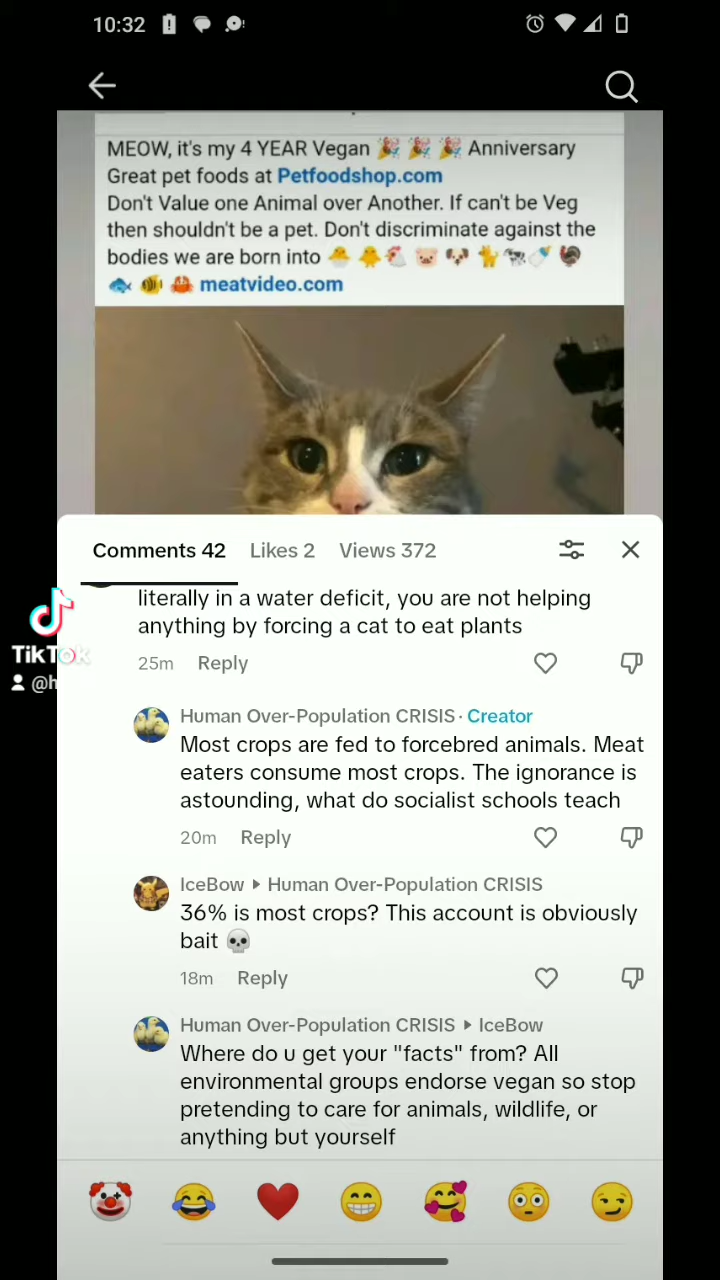 10:32
MEOW, it's my 4 YEAR Vegan 🎉 🎉 🎉 Anniversary
Great pet foods at Petfoodshop.com
Don't Value one Animal over Another. If can't be Veg
then shouldn't be a pet. Don't discriminate against the
bodies we are born into 🐣 🐥🐔 🐷 🐶 🐈 🐄🍼 🦃
🐟 🐠 🦀 meatvideo.com
Comments 42 Likes 2 Views 372
literally in a water deficit, you are not helping
anything by forcing a cat to eat plants
25m Reply
TikTok
@h
Human Over-Population CRISIS · Creator
Most crops are fed to forcebred animals. Meat
eaters consume most crops. The ignorance is
astounding, what do socialist schools teach
20m Reply
IceBow ▸ Human Over-Population CRISIS
36% is most crops? This account is obviously
bait 💀
18m Reply
Human Over-Population CRISIS ▸ IceBow
Where do u get your "facts" from? All
environmental groups endorse vegan so stop
pretending to care for animals, wildlife, or
anything but yourself